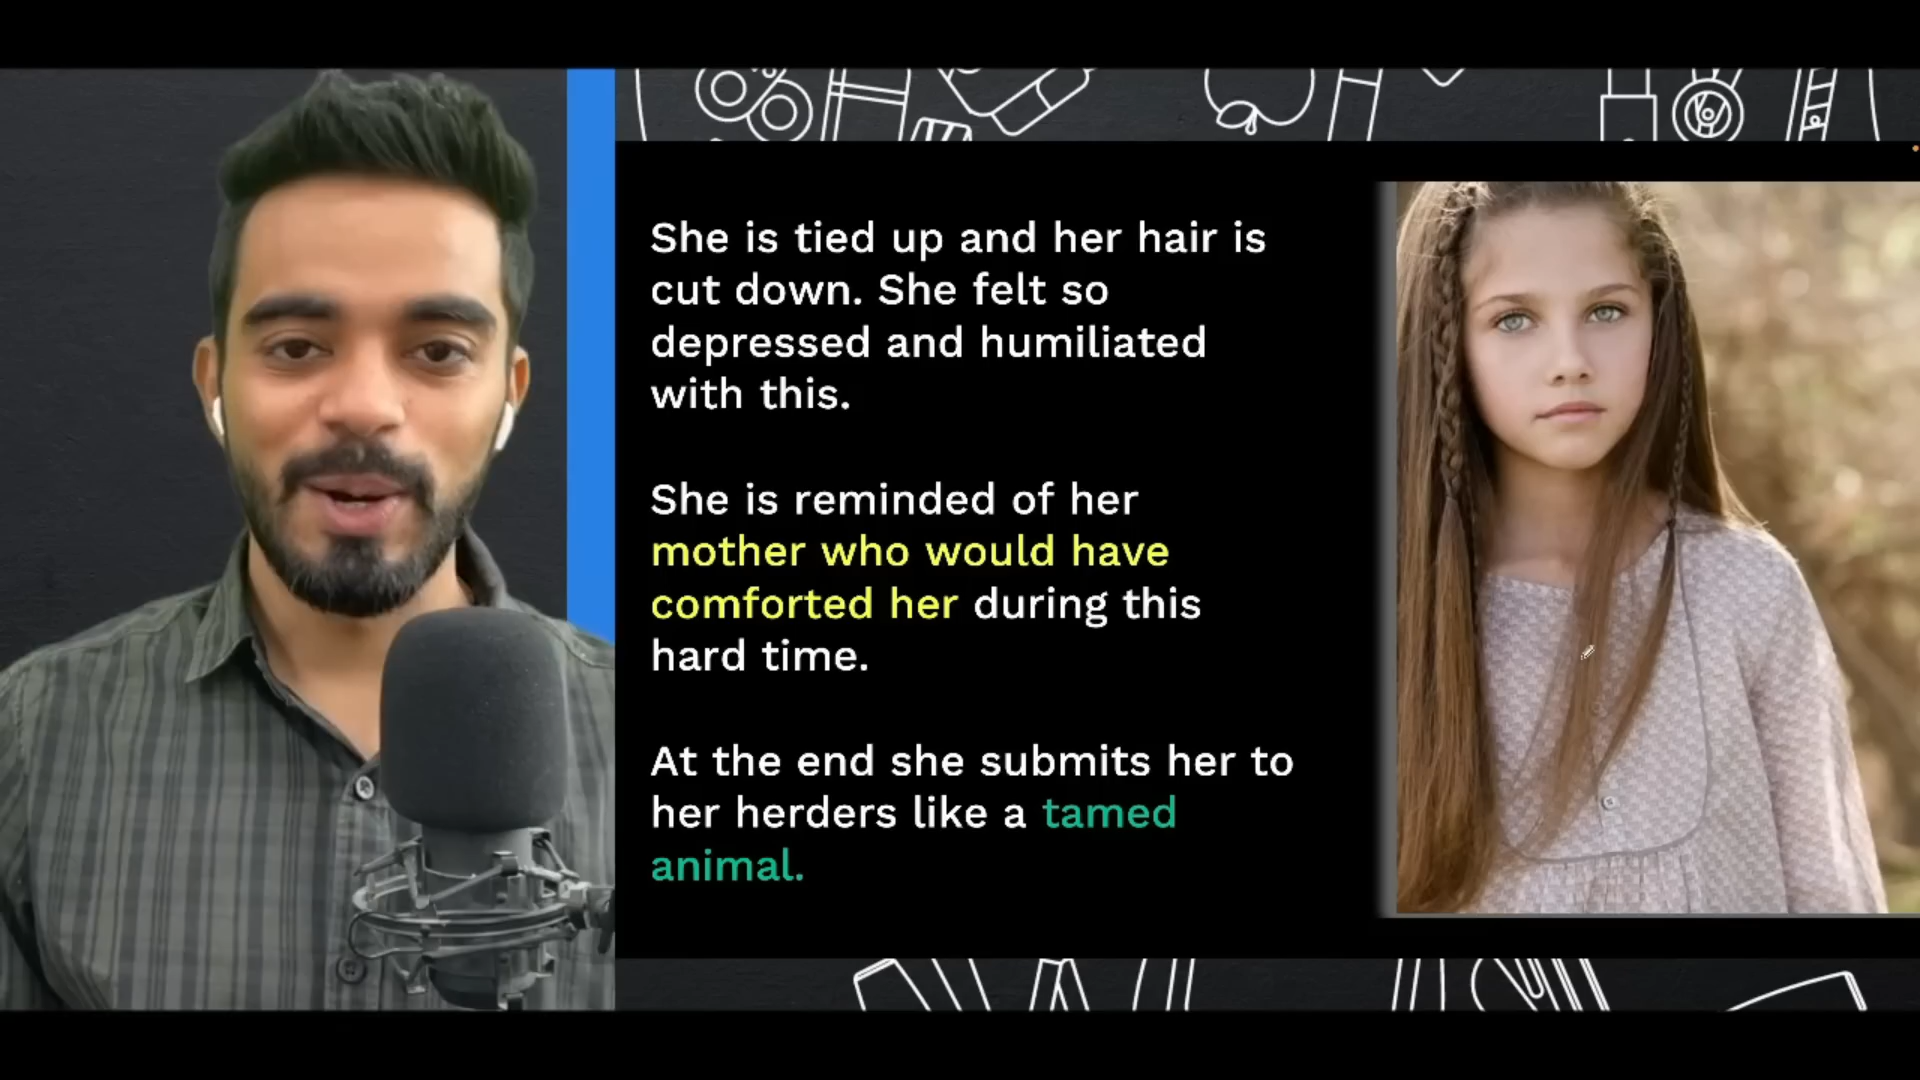 She is tied up and her hair is
cut down. She felt so
depressed and humiliated
with this.
She is reminded of her
mother who would have
comforted her during this
hard time.
At the end she submits her to
her herders like a tamed
animal.